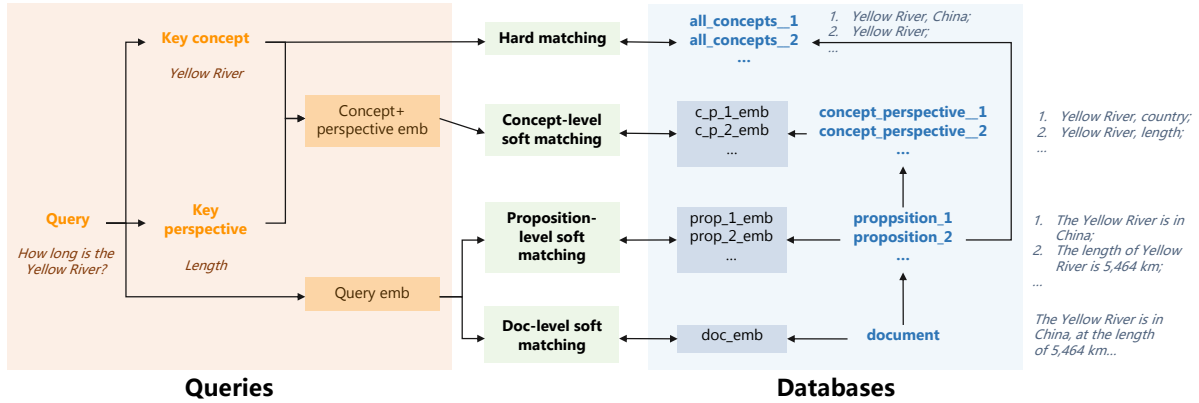 Key concept
Yellow River
Hard matching
all_concepts__1
all_concepts__2
...
1. Yellow River, China;
2. Yellow River;
...
Concept+
perspective emb
Concept-level
soft matching
c_p_1_emb
c_p_2_emb
...
concept_perspective__1
concept_perspective__2
...
1. Yellow River, country;
2. Yellow River, length;
...
Query
How long is the
Yellow River?
Key
perspective
Length
Proposition-
level soft
matching
prop_1_emb
prop_2_emb
...
proppsition_1
proposition_2
...
1. The Yellow River is in
China;
2. The length of Yellow
River is 5,464 km;
...
Query emb
Doc-level soft
matching
doc_emb
document
The Yellow River is in
China, at the length
of 5,464 km...
Queries
Databases